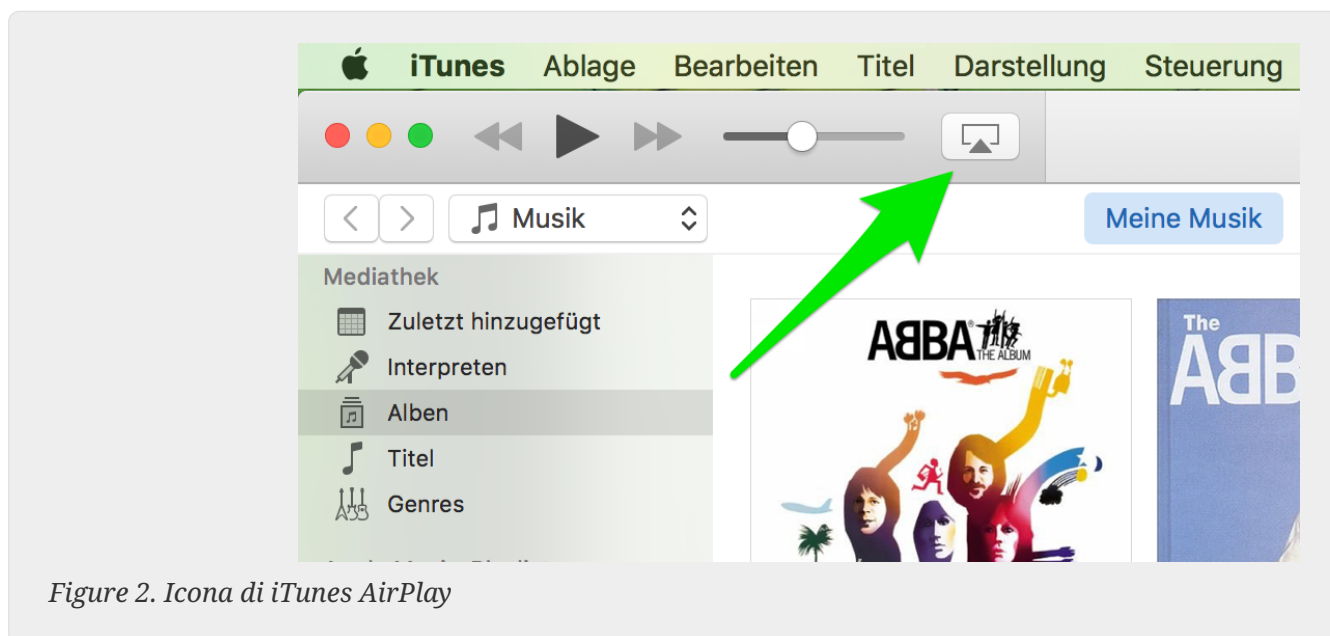 iTunes Ablage Bearbeiten Titel Darstellung Steuerung
Musik Meine Musik
Mediathek
Zuletzt hinzugefügt
Interpreten
Alben
Titel
Genres
ABBA THE ALBUM
The
ABB
Figure 2. Icona di iTunes AirPlay